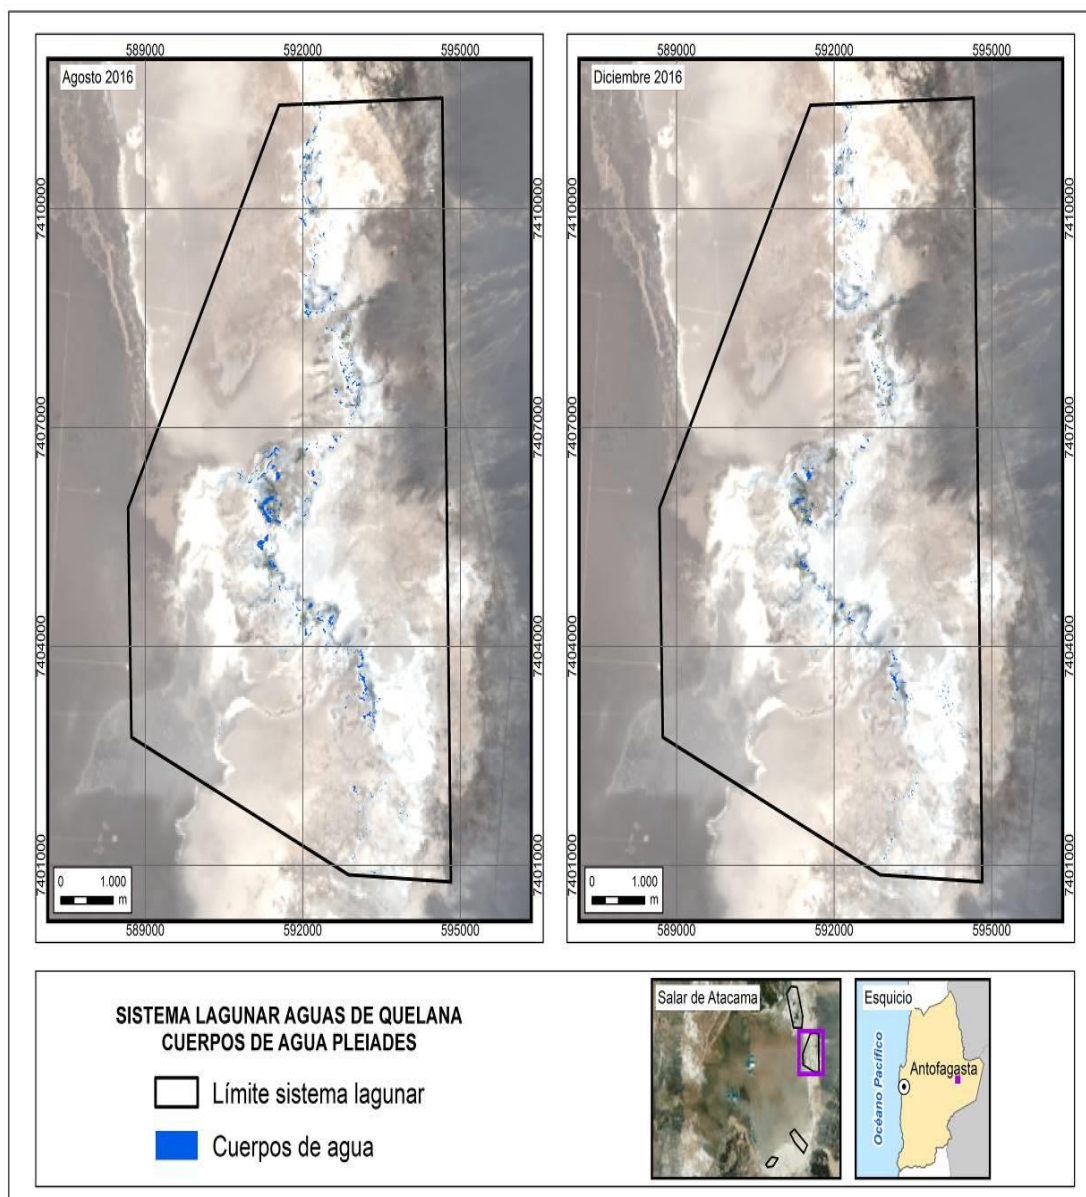 589000 592000 595000
Agosto 2016
7410000 7410000
7407000 7407000
7404000 7404000
7401000 7401000
0 1.000
m
589000 592000 595000
589000 592000 595000
Diciembre 2016
7410000 7410000
7407000 7407000
7404000 7404000
7401000 7401000
0 1.000
m
589000 592000 595000
SISTEMA LAGUNAR AGUAS DE QUELANA
CUERPOS DE AGUA PLEIADES
Límite sistema lagunar
Cuerpos de agua
Salar de Atacama
Esquicio
Océano Pacífico
Antofagasta